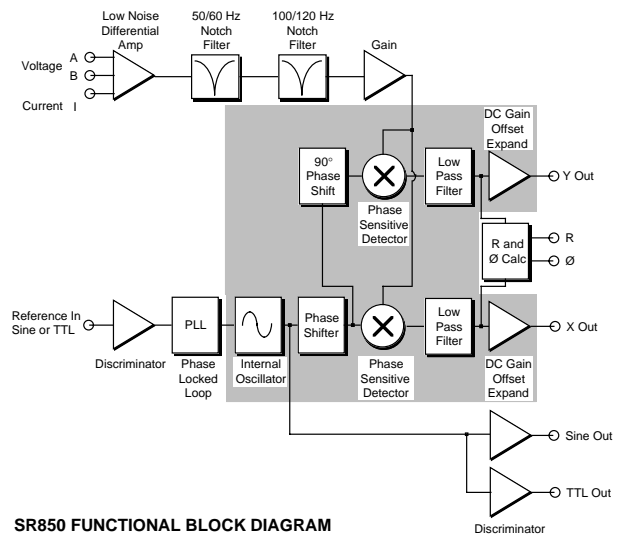 Low Noise
Differential
Amp
50/60 Hz
Notch
Filter
100/120 Hz
Notch
Filter
Gain
Voltage
A
B
Current
I
DC Gain
Offset
Expand
90°
Phase
Shift
Low
Pass
Filter
Y Out
Phase
Sensitive
Detector
R and
Ø Calc
R
Ø
Reference In
Sine or TTL
PLL
Phase
Shifter
Low
Pass
Filter
X Out
Discriminator
Phase
Locked
Loop
Internal
Oscillator
Phase
Sensitive
Detector
DC Gain
Offset
Expand
Sine Out
TTL Out
SR850 FUNCTIONAL BLOCK DIAGRAM
Discriminator